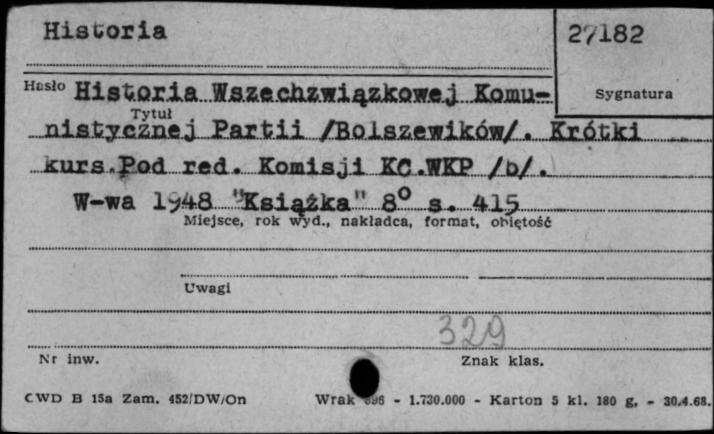 Historia
27182
Hasło
Sygnatura
Historia Wszechzwiązkowej Komu-
Tytuł
nistycznej Partii /Bolszewików/. Krótki
kurs.Pod red. Komisji KC.WKP /b/.
W-wa 1948 "Książka" 8° s. 415
Miejsce, rok wyd., nakładca, format, objętość
Uwagi
329
Nr inw.
Znak klas.
CWD B 15a Zam. 452/DW/On
Wrak - 1.730.000 - Karton 5 kl. 180 g. - 30.4.68.